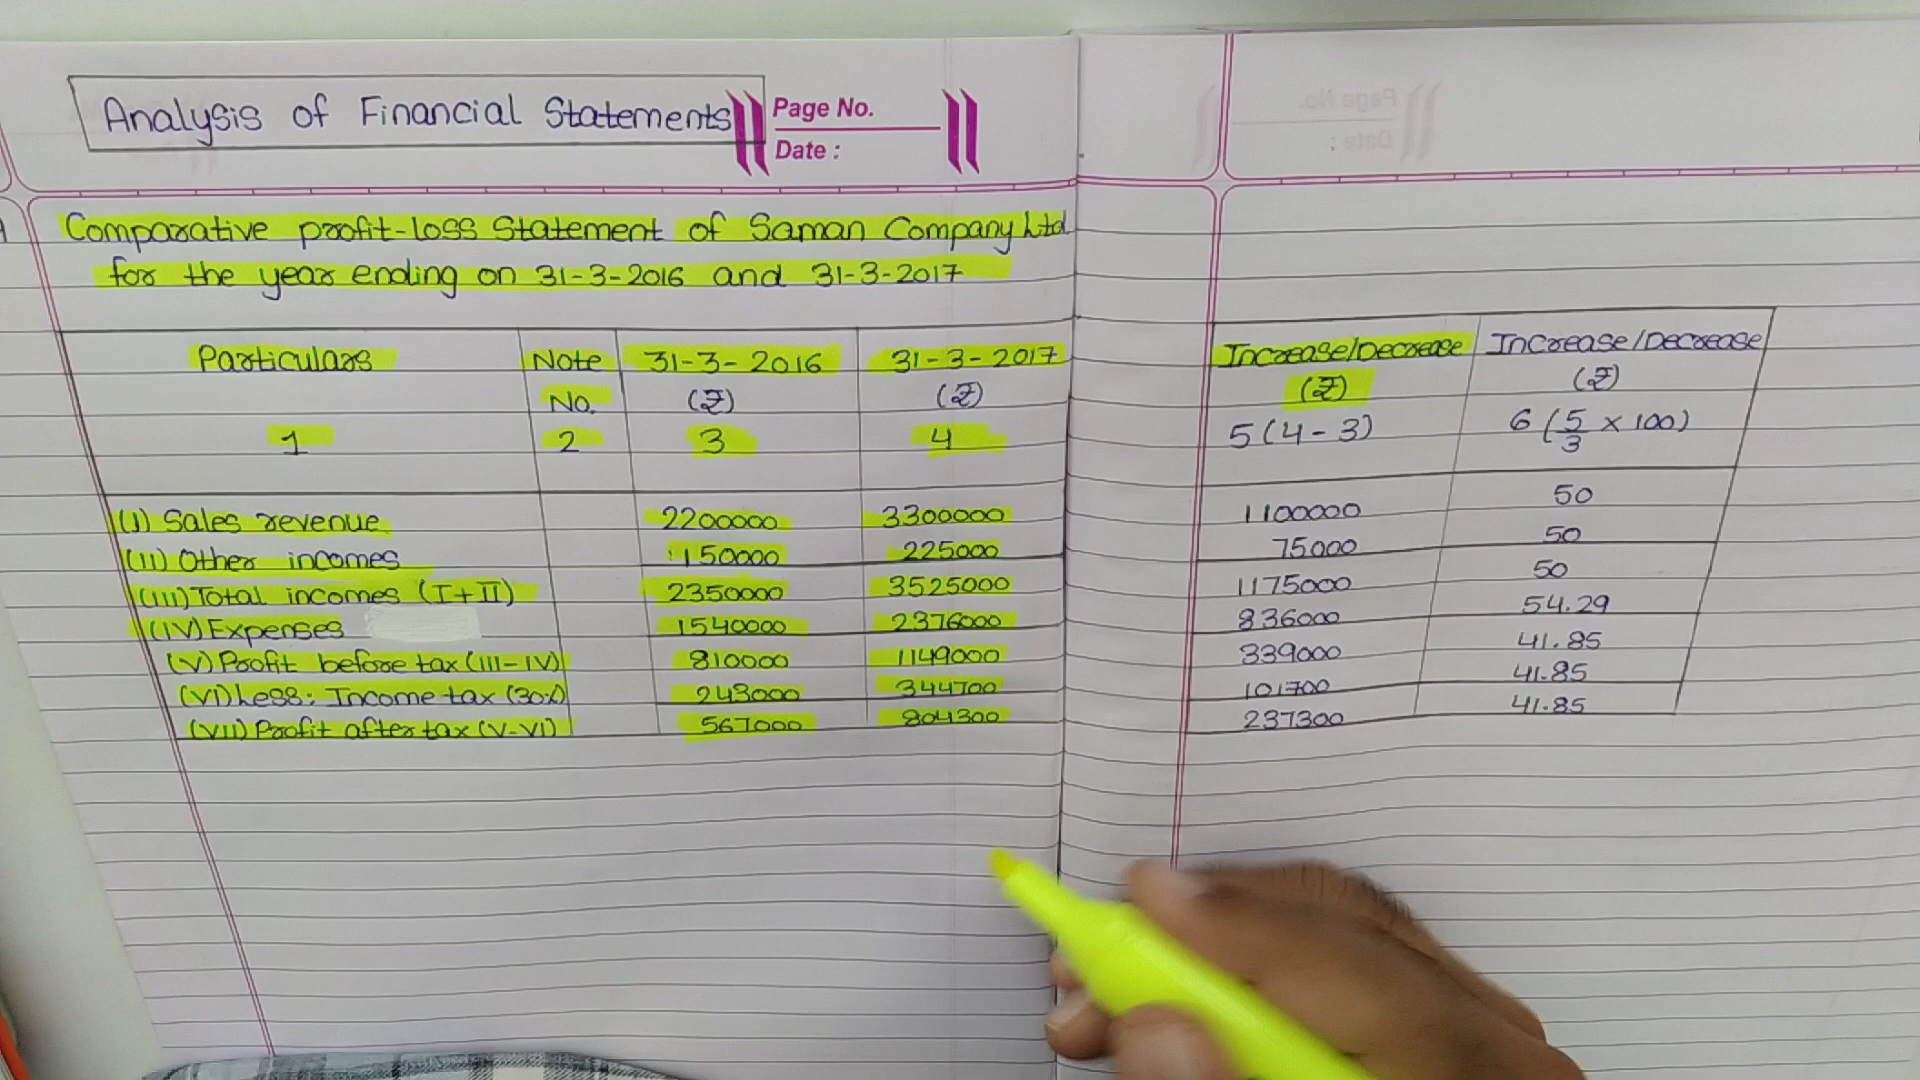 Analysis of Financial Statements
Page No.
Date :
Comparative profit-loss Statement of Saman Company Ltd
for the year ending on 31-3-2016 and 31-3-2017
Particulars Note 31-3-2016 31-3-2017 Increase/Decrease Increase/Decrease
No. (₹) (₹) (₹) (₹)
1 2 3 4 5(4-3) 6(5/3 × 100)
(I) Sales revenue 2200000 3300000 1100000 50
(II) Other incomes 150000 225000 75000 50
(III) Total incomes (I+II) 2350000 3525000 1175000 50
(IV) Expenses 1540000 2376000 836000 54.29
(V) Profit before tax (III-IV) 810000 1149000 339000 41.85
(VI) Less: Income tax (30%) 243000 344700 101700 41.85
(VII) Profit after tax (V-VI) 567000 804300 237300 41.85